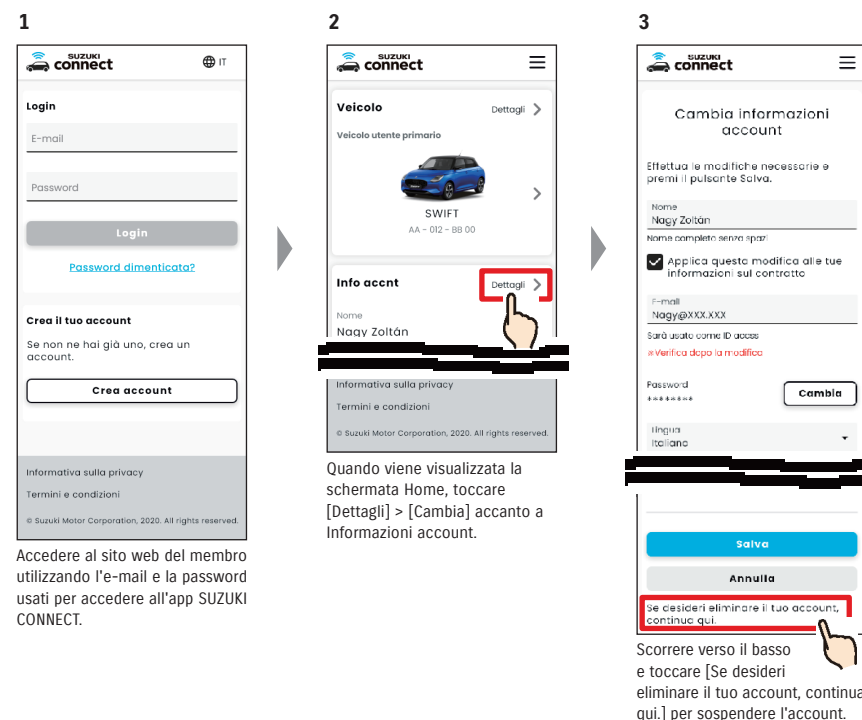 1
SUZUKI
connect
IT
Login
E-mail
Password
Login
Password dimenticata?
Crea il tuo account
Se non ne hai già uno, crea un
account.
Crea account
Informativa sulla privacy
Termini e condizioni
© Suzuki Motor Corporation, 2020. All rights reserved.
Accedere al sito web del membro
utilizzando l'e-mail e la password
usati per accedere all'app SUZUKI
CONNECT.
2
SUZUKI
connect
Veicolo
Dettagli
Veicolo utente primario
SWIFT
AA - 012 - BB 00
Info accnt
Dettagli
Nome
Nagy Zoltán
Informativa sulla privacy
Termini e condizioni
© Suzuki Motor Corporation, 2020. All rights reserved.
Quando viene visualizzata la
schermata Home, toccare
[Dettagli] > [Cambia] accanto a
Informazioni account.
3
SUZUKI
connect
Cambia informazioni
account
Effettua le modifiche necessarie e
premi il pulsante Salva.
Nome
Nagy Zoltán
Nome completo senza spazi
Applica questa modifica alle tue
informazioni sul contratto
E-mail
Nagy@XXX.XXX
Sarà usato come ID access
※Verifica dopo la modifica
Password
********
Cambia
Lingua
Italiano
Salva
Annulla
Se desideri eliminare il tuo account,
continua qui.
Scorrere verso il basso
e toccare [Se desideri
eliminare il tuo account, continua
qui.] per sospendere l'account.